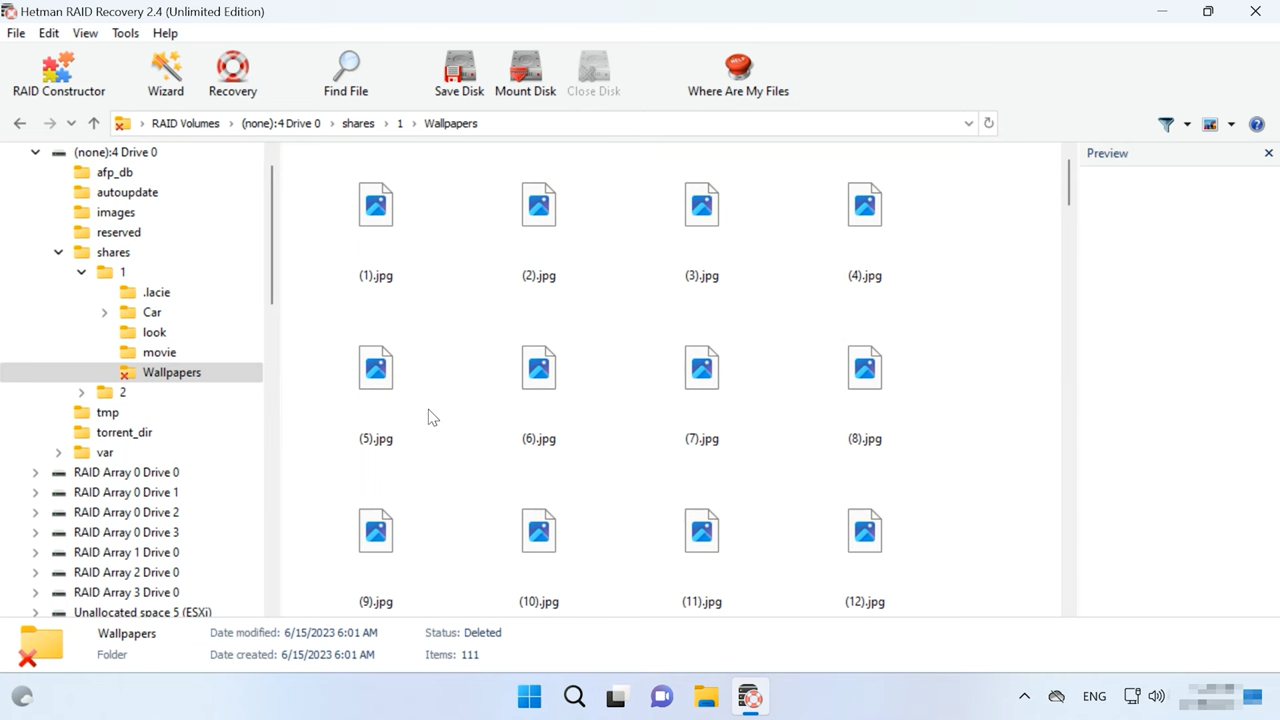 Hetman RAID Recovery 2.4 (Unlimited Edition)
File Edit View Tools Help
RAID Constructor Wizard Recovery Find File Save Disk Mount Disk Close Disk HELP Where Are My Files
RAID Volumes > (none):4 Drive 0 > shares > 1 > Wallpapers
Preview
(none):4 Drive 0
afp_db
autoupdate
images
reserved
shares
1
.lacie
Car
look
movie
Wallpapers
2
tmp
torrent_dir
var
RAID Array 0 Drive 0
RAID Array 0 Drive 1
RAID Array 0 Drive 2
RAID Array 0 Drive 3
RAID Array 1 Drive 0
RAID Array 2 Drive 0
RAID Array 3 Drive 0
Unallocated space 5 (ESXi)
(1).jpg (2).jpg (3).jpg (4).jpg
(5).jpg (6).jpg (7).jpg (8).jpg
(9).jpg (10).jpg (11).jpg (12).jpg
Wallpapers Date modified: 6/15/2023 6:01 AM Status: Deleted
Folder Date created: 6/15/2023 6:01 AM Items: 111
ENG